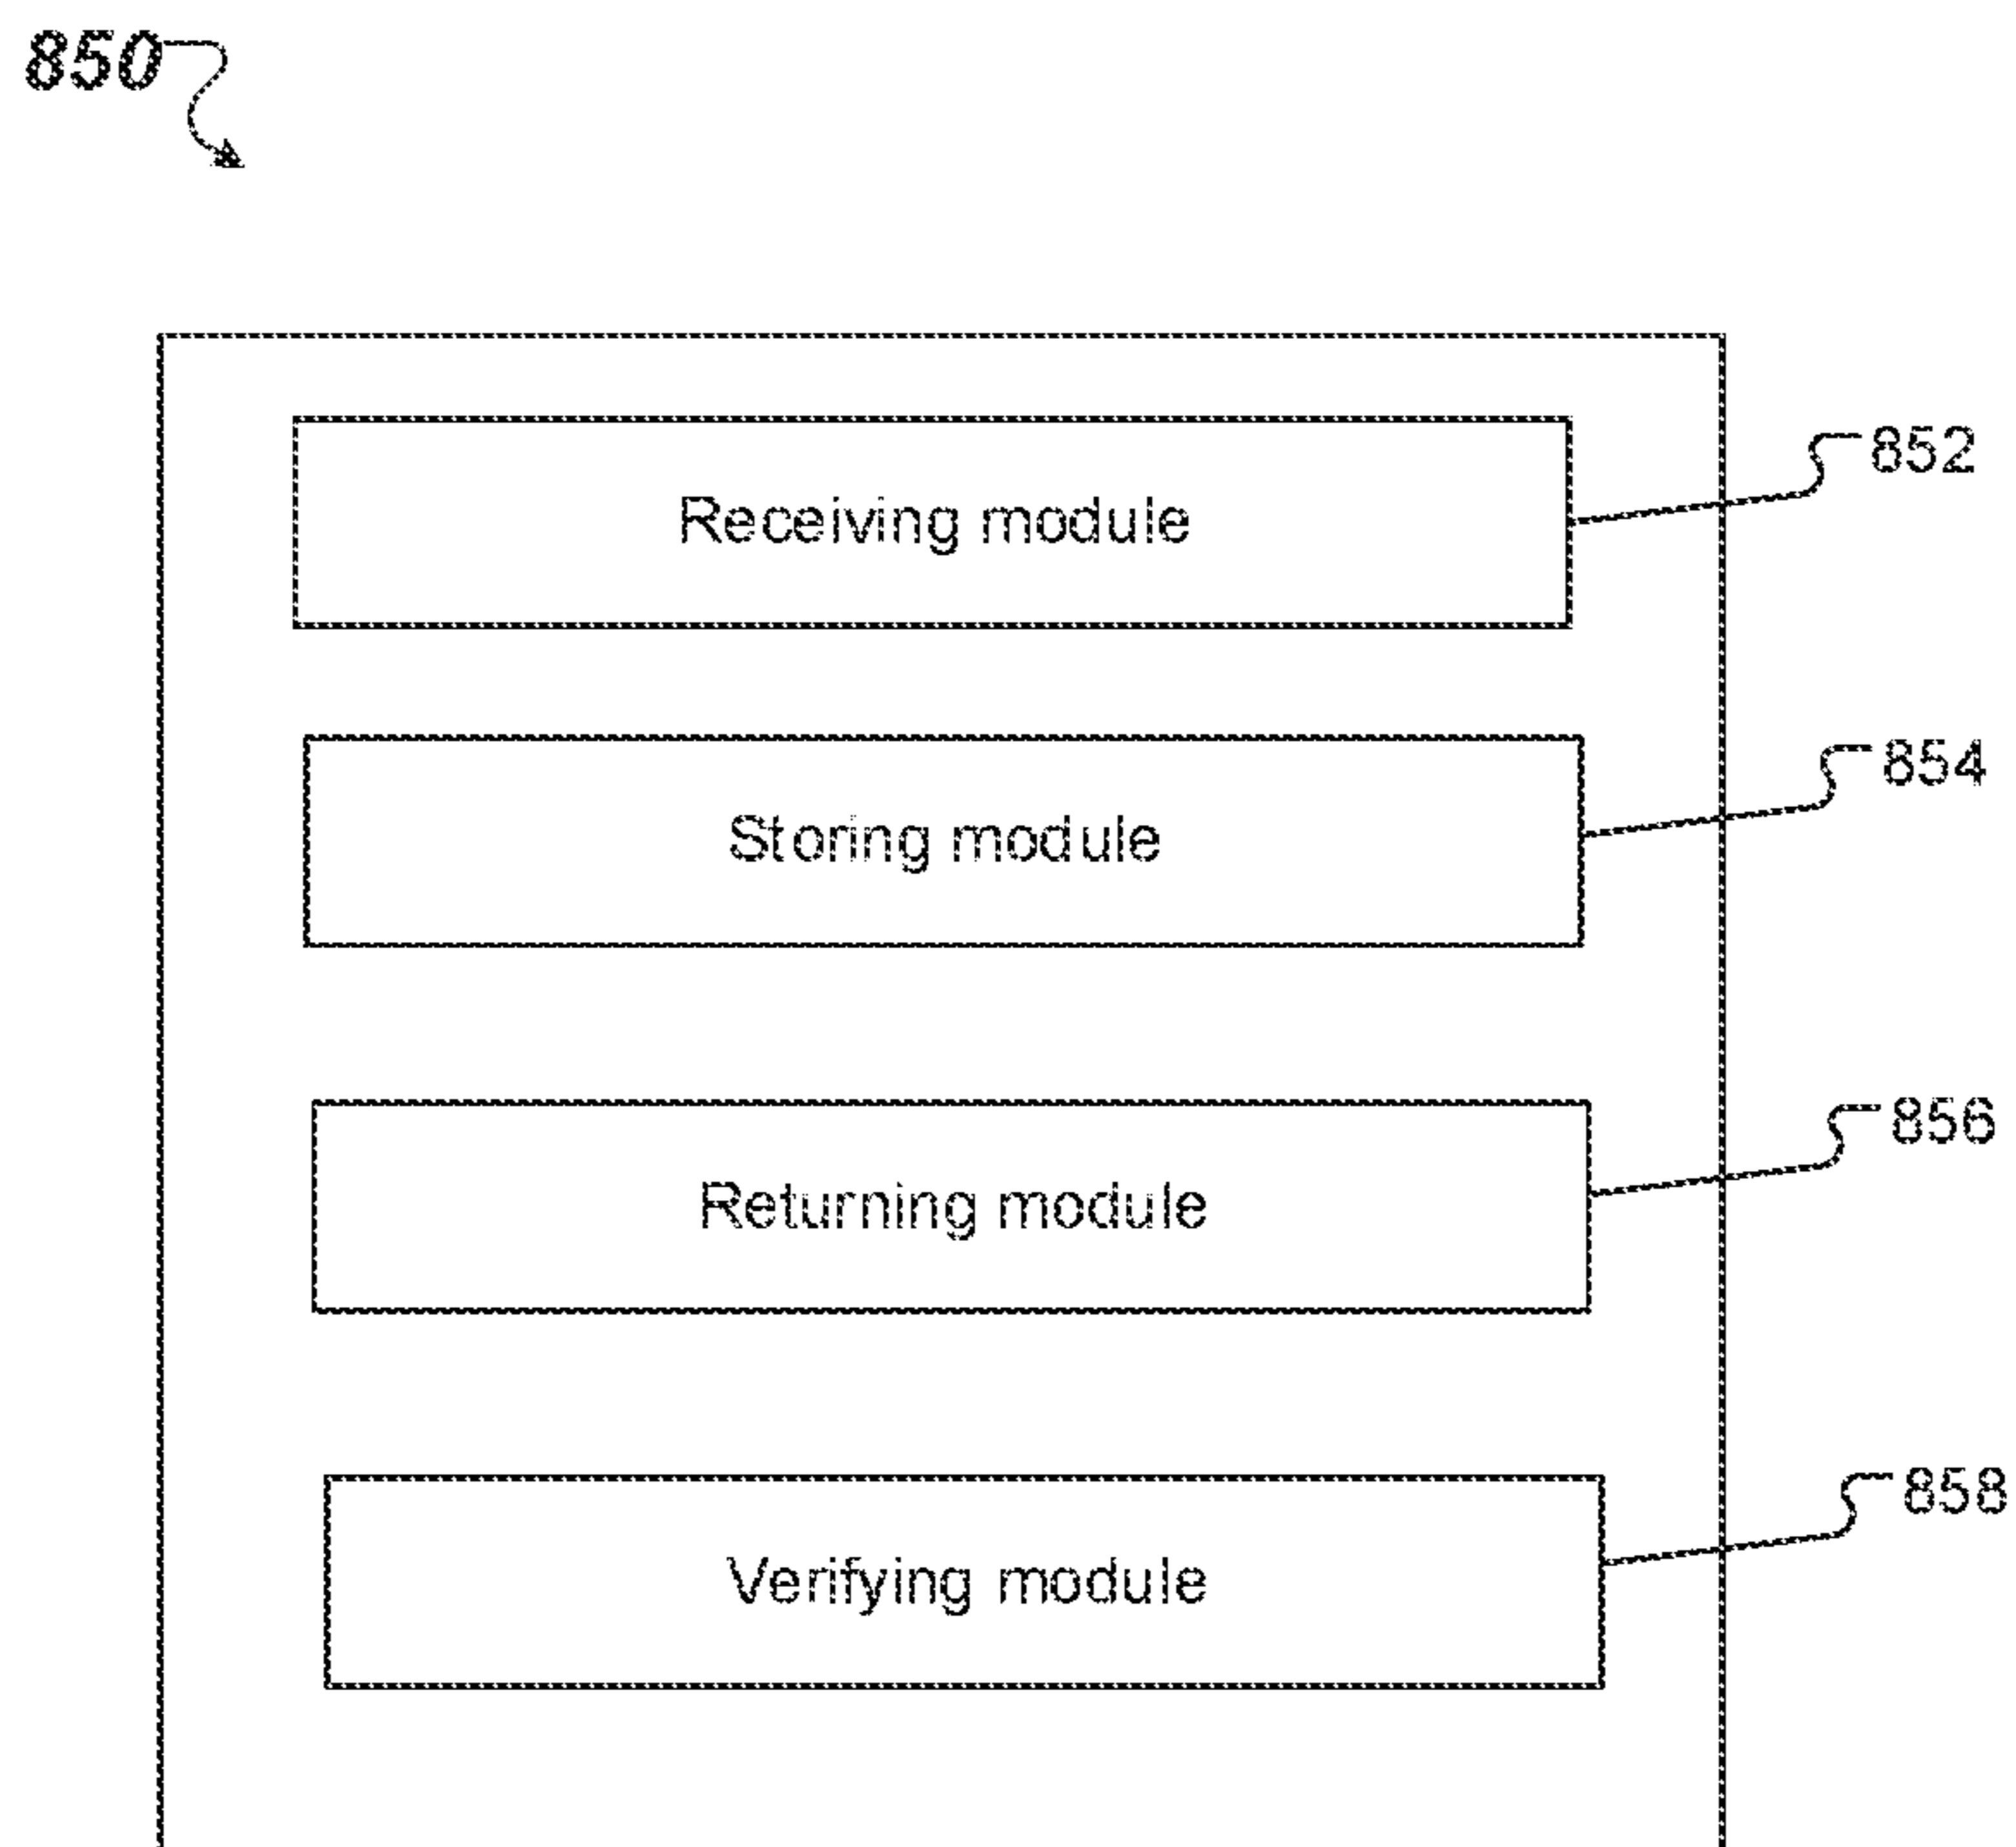 850
852
Receiving module
854
Storing module
856
Returning module
858
Verifying module